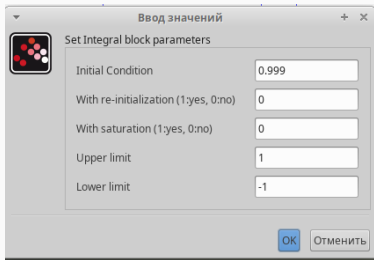 Ввод значений
Set Integral block parameters
Initial Condition 0.999
With re-initialization (1:yes, 0:no) 0
With saturation (1:yes, 0:no) 0
Upper limit 1
Lower limit -1
OK Отменить